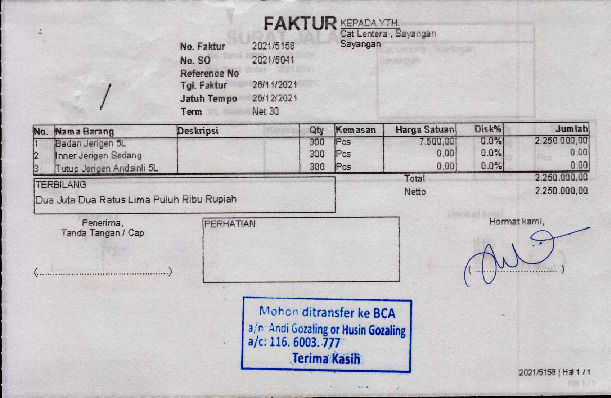 FAKTUR
KEPADA YTH.
Cat Lentera, Sayangan
Sayangan
No. Faktur 2021/5158
No. SO 2021/5041
Reference No
Tgl. Faktur 26/11/2021
Jatuh Tempo 26/12/2021
Term Net 30
No. Nama Barang Deskripsi Qty Kemasan Harga Satuan Disk% Jumlah
1 Badan Jerigen 5L 300 Pcs 7.500,00 0.0% 2.250.000,00
2 Inner Jerigen Sedang 300 Pcs 0.00 0.0% 0.00
3 Tutup Jerigen Andsinli 5L 300 Pcs 0.00 0.0% 0.00
Total 2.250.000,00
Netto 2.250.000,00
TERBILANG
Dua Juta Dua Ratus Lima Puluh Ribu Rupiah
Penerima,
Tanda Tangan / Cap
(..............................)
PERHATIAN
Hormat kami,
(..............................)
Mohon ditransfer ke BCA
a/n: Andi Gozaling or Husin Gozaling
a/c: 116. 6003. 777
Terima Kasih
2021/5158 | Hal 1 / 1